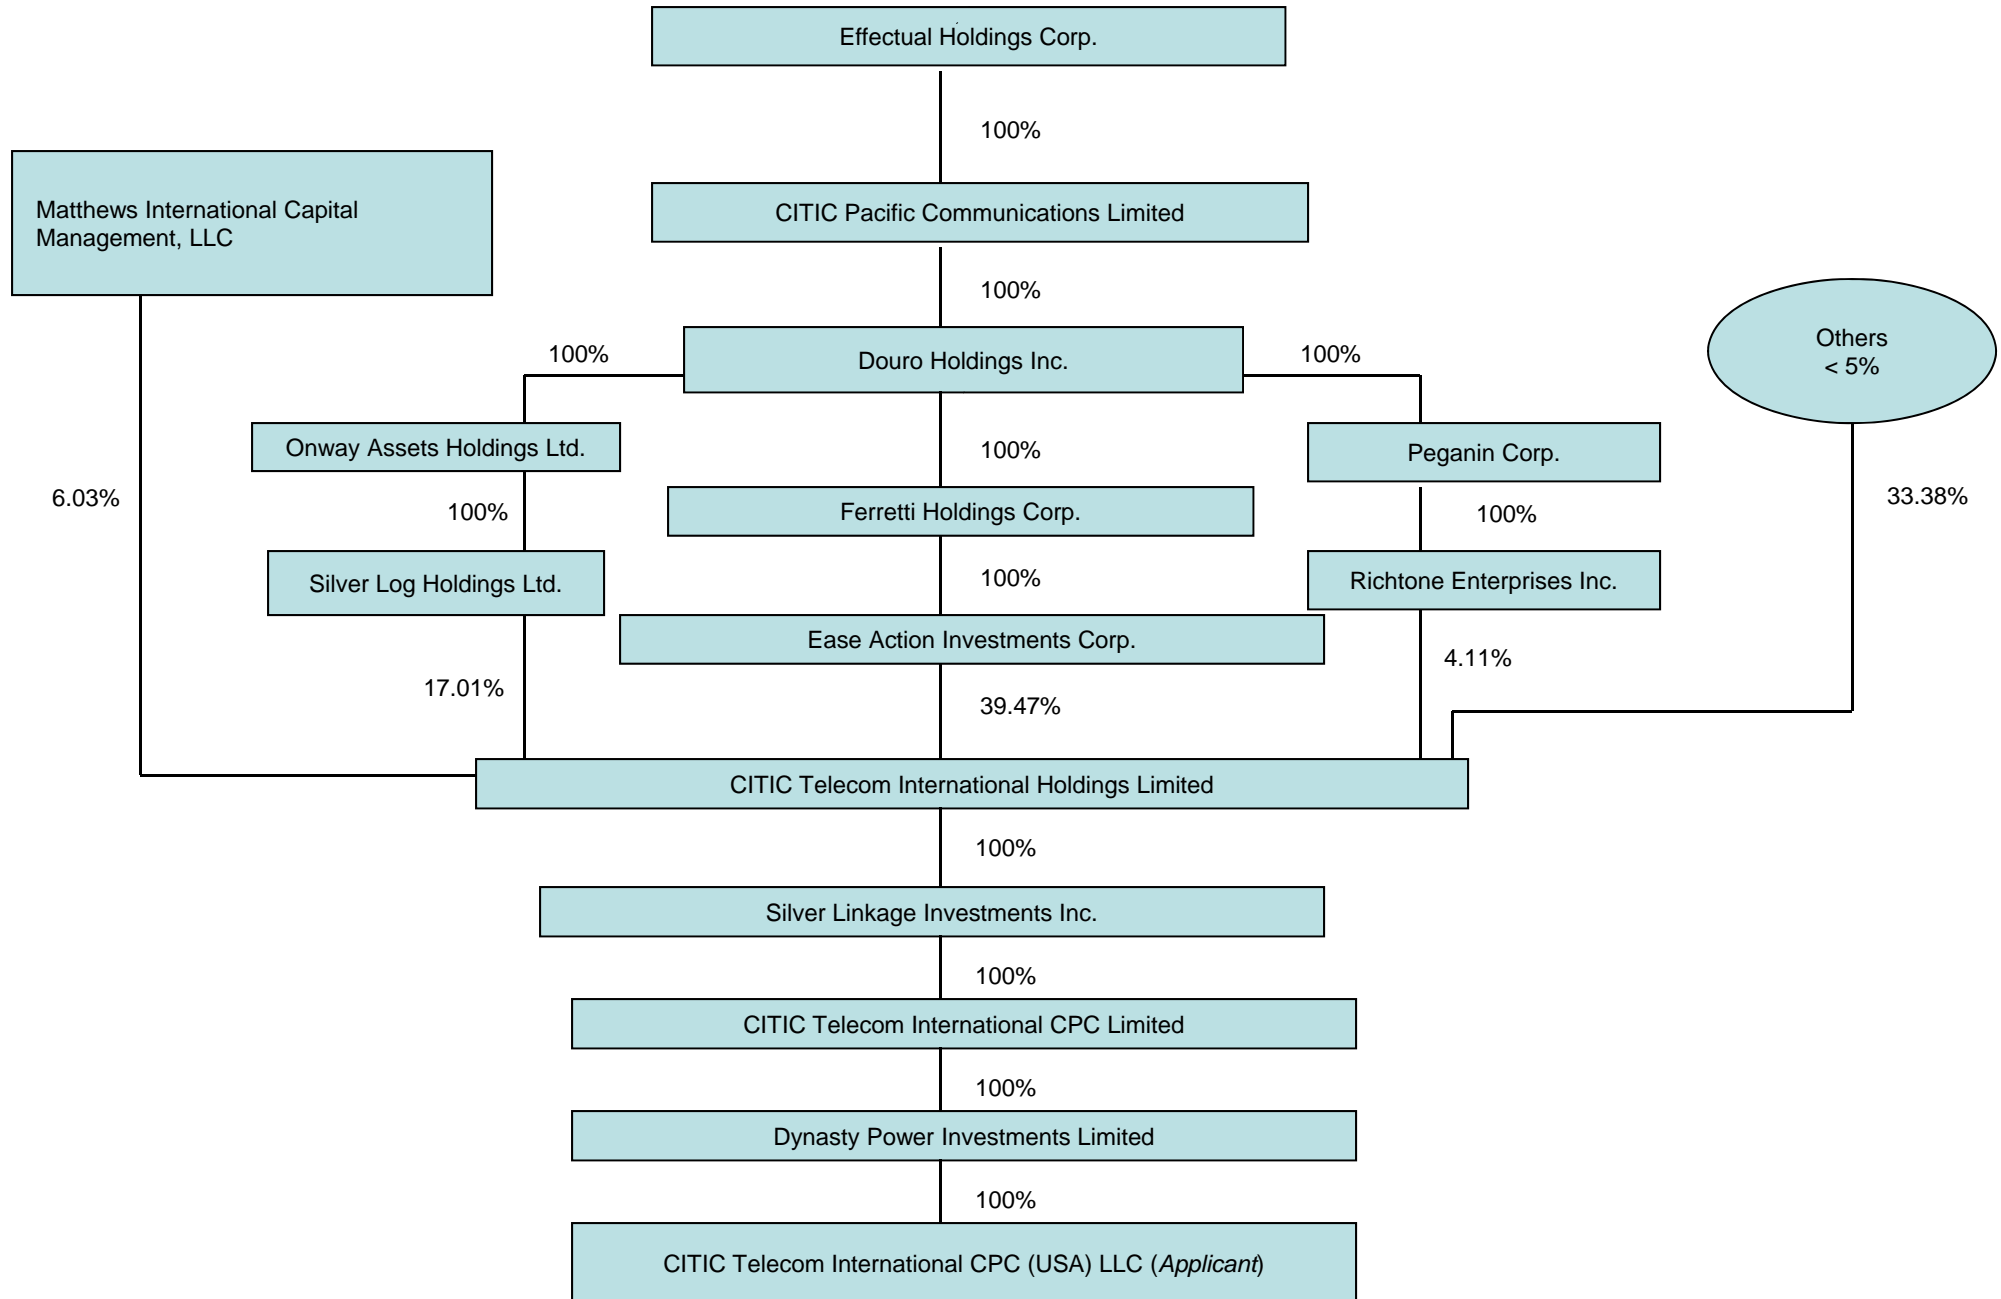 Effectual Holdings Corp.
100%
Matthews International Capital
Management, LLC
CITIC Pacific Communications Limited
100%
Others
< 5%
100%
Douro Holdings Inc.
100%
Onway Assets Holdings Ltd.
100%
Peganin Corp.
6.03%
100%
Ferretti Holdings Corp.
100%
33.38%
Silver Log Holdings Ltd.
100%
Richtone Enterprises Inc.
Ease Action Investments Corp.
17.01%
39.47%
4.11%
CITIC Telecom International Holdings Limited
100%
Silver Linkage Investments Inc.
100%
CITIC Telecom International CPC Limited
100%
Dynasty Power Investments Limited
100%
CITIC Telecom International CPC (USA) LLC (Applicant)